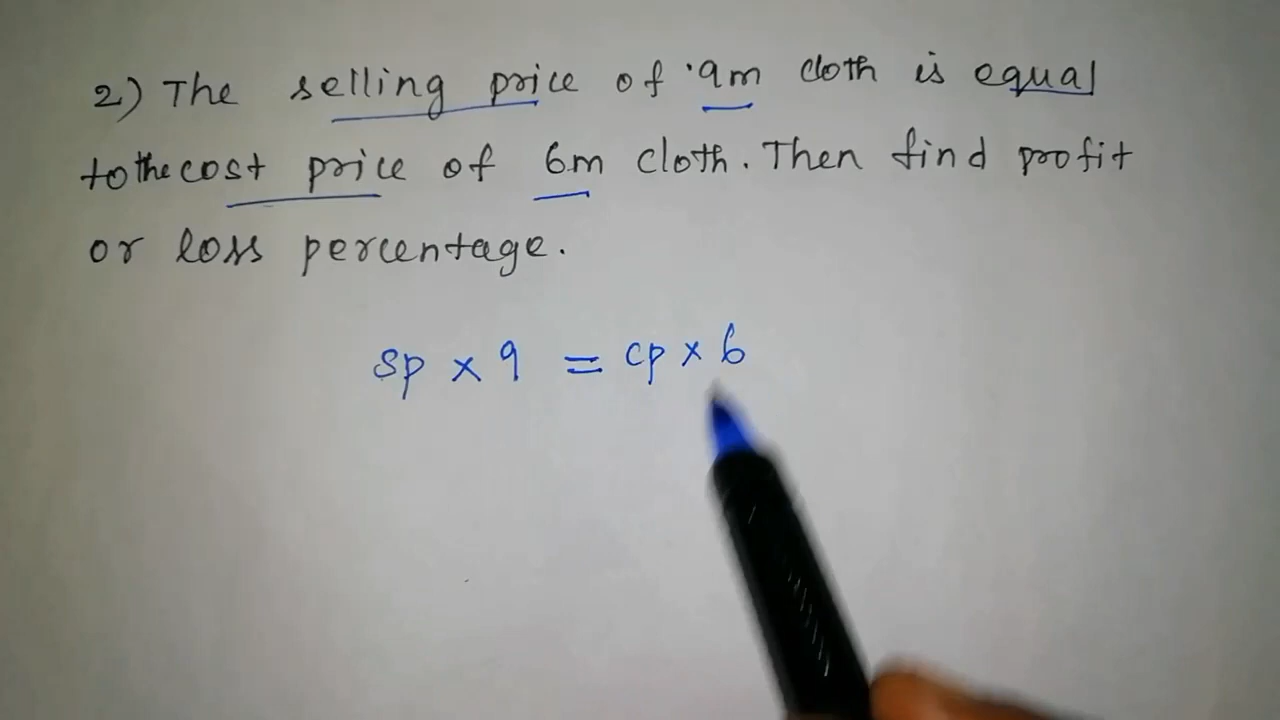 2) The selling price of 9m cloth is equal
to the cost price of 6m cloth. Then find profit
or loss percentage.
SP × 9 = CP × 6